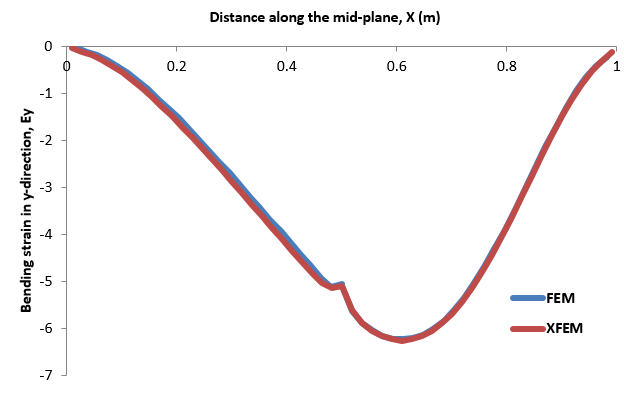 Distance along the mid-plane, X (m)
0
0 0.2 0.4 0.6 0.8 1
-1
-2
-3
-4
-5
-6
-7
Bending strain in y-direction, Ey
FEM
XFEM